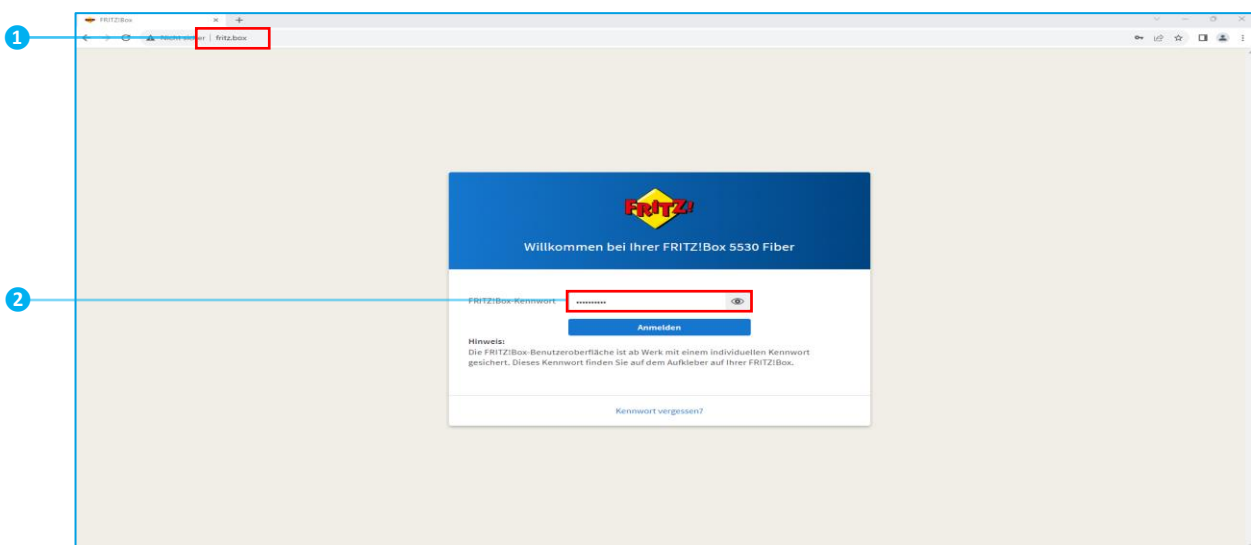 FRITZ!Box
1
Nicht sicher | fritz.box
FRITZ!
Willkommen bei Ihrer FRITZ!Box 5530 Fiber
2
FRITZ!Box-Kennwort ••••••••••
Anmelden
Hinweis:
Die FRITZ!Box-Benutzeroberfläche ist ab Werk mit einem individuellen Kennwort
gesichert. Dieses Kennwort finden Sie auf dem Aufkleber auf Ihrer FRITZ!Box.
Kennwort vergessen?